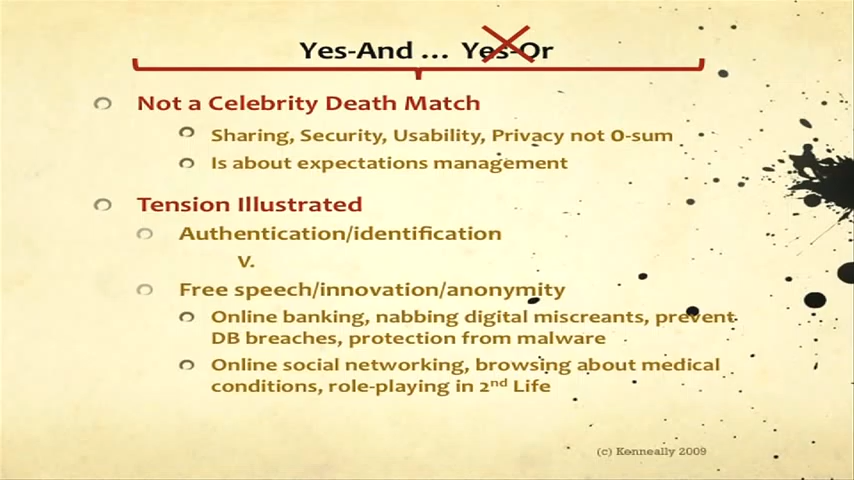 Yes-And … Yes-Or
Not a Celebrity Death Match
Sharing, Security, Usability, Privacy not 0-sum
Is about expectations management
Tension Illustrated
Authentication/identification
V.
Free speech/innovation/anonymity
Online banking, nabbing digital miscreants, prevent
DB breaches, protection from malware
Online social networking, browsing about medical
conditions, role-playing in 2nd Life
(c) Kenneally 2009